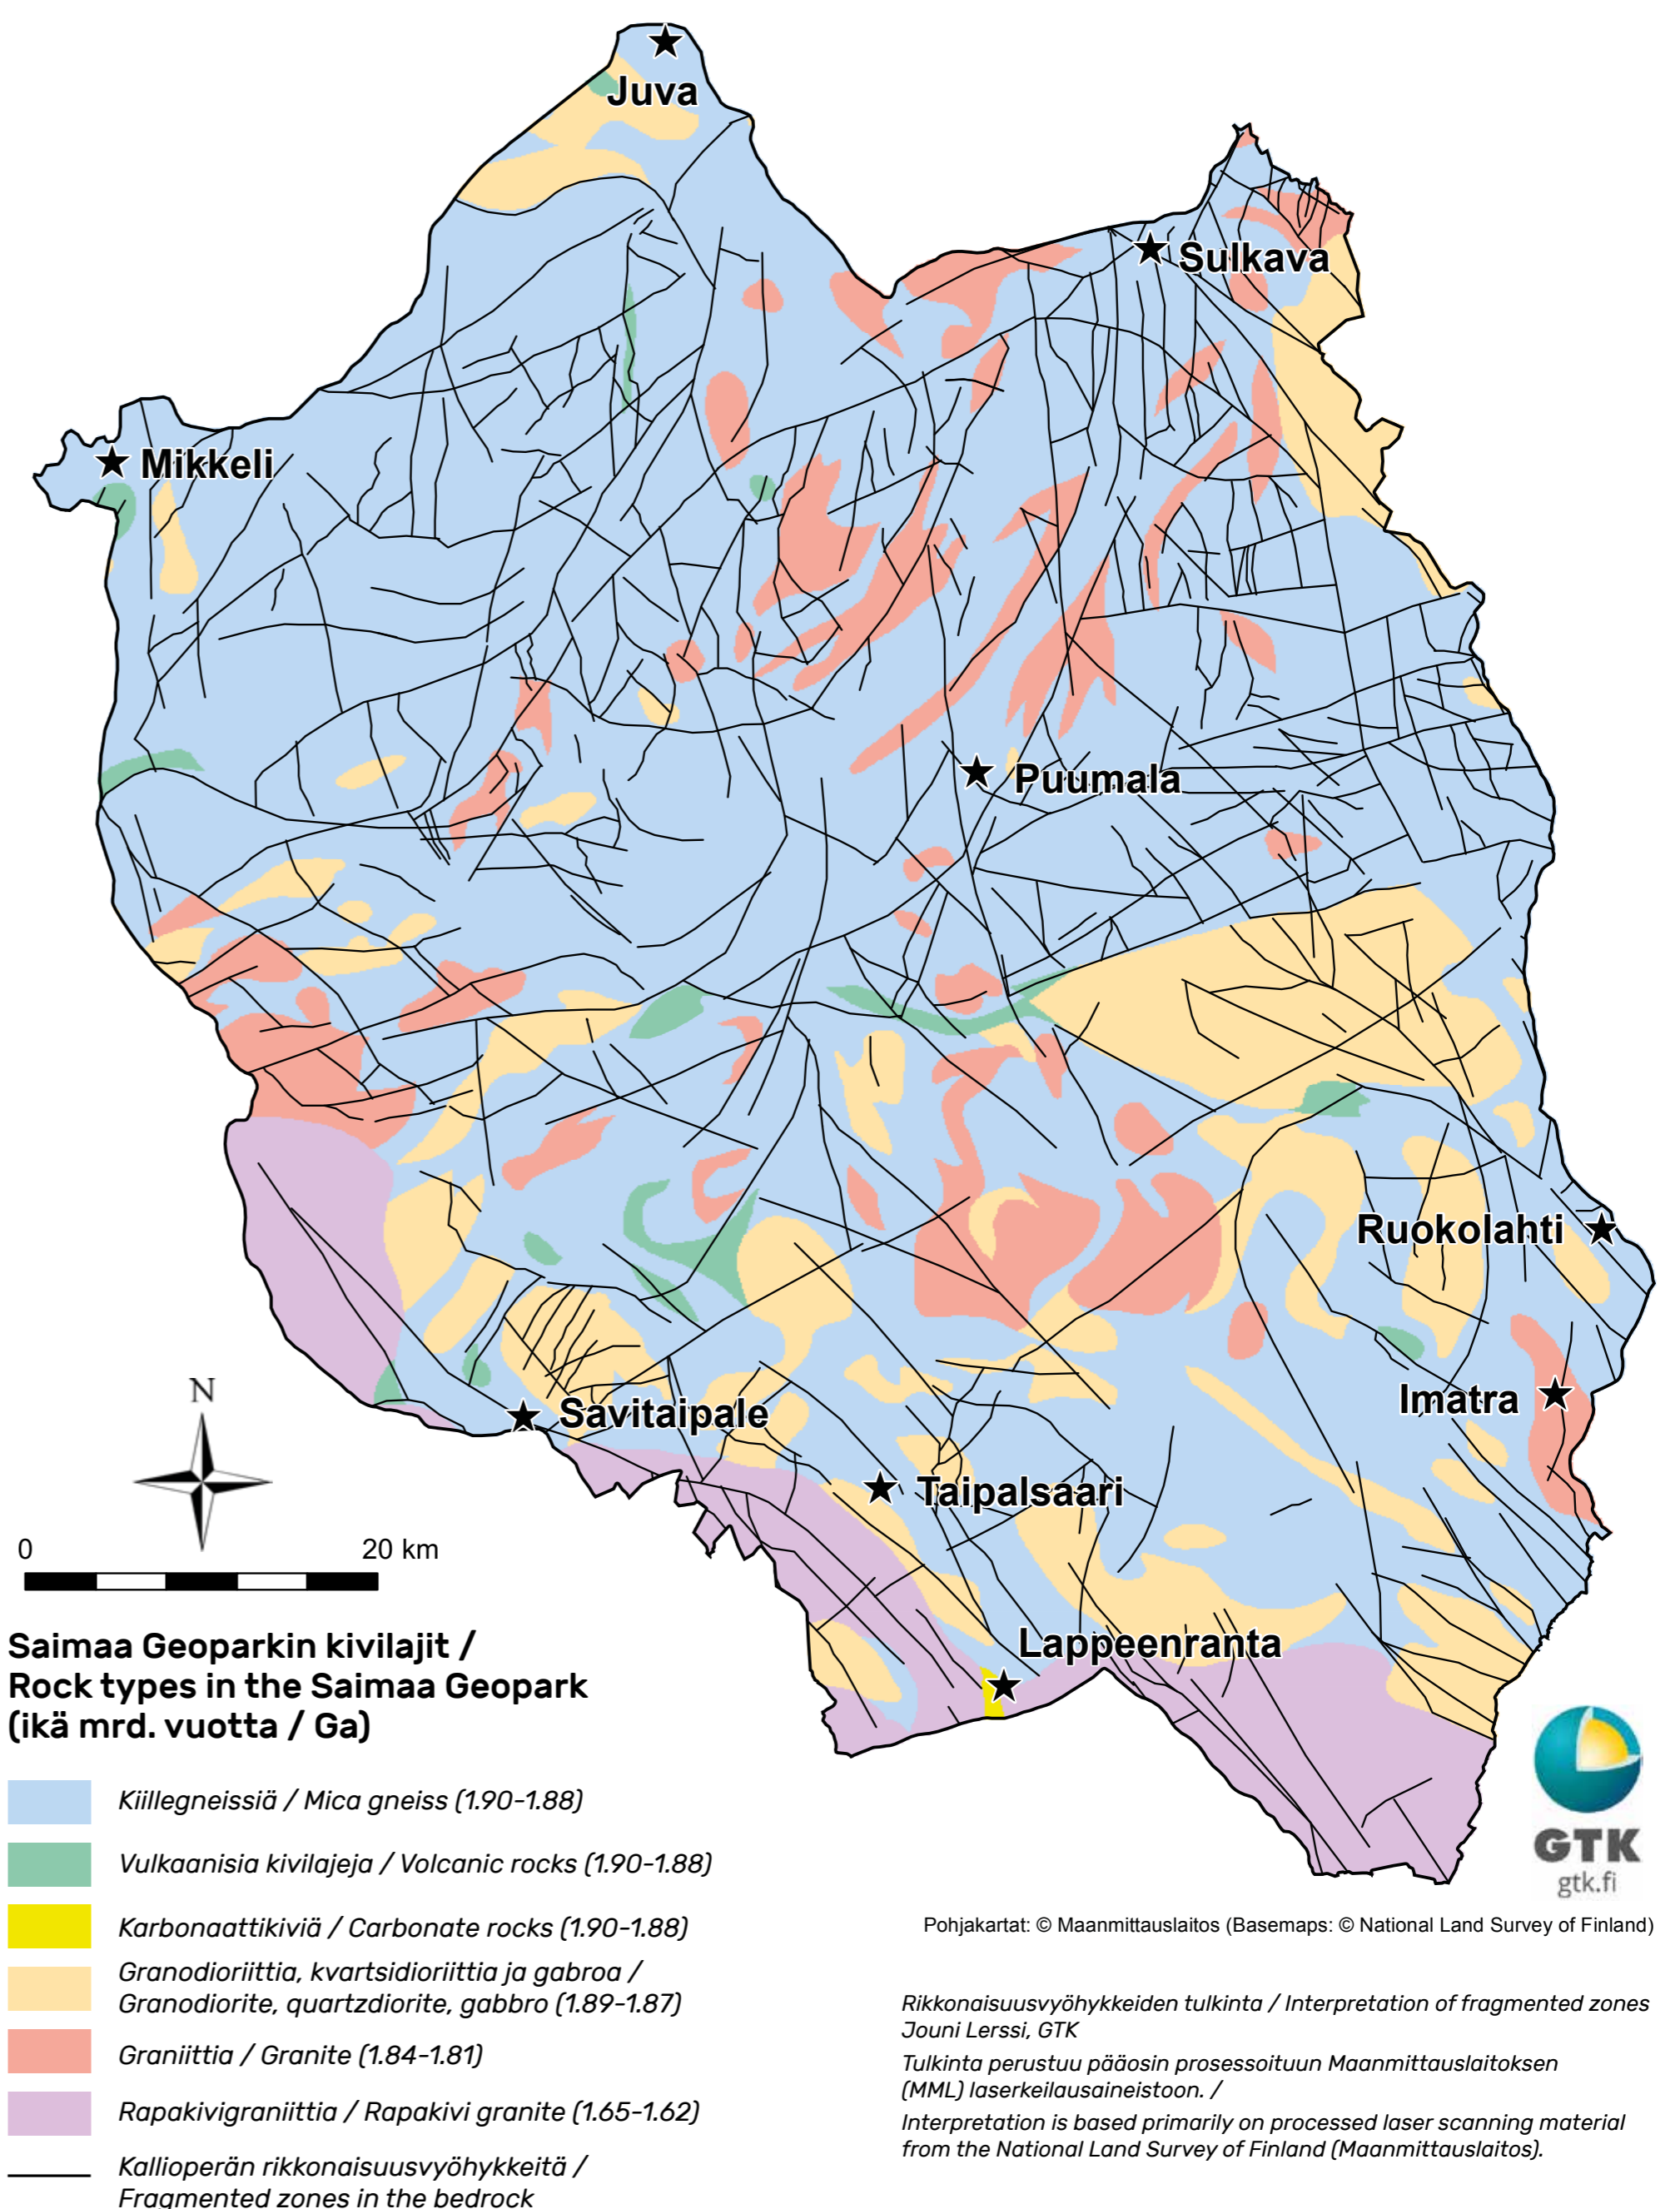 Juva
Sulkava
Mikkeli
Puumala
Ruokolahti
Imatra
Savitaipale
Taipalsaari
Lappeenranta
N
0 20 km
Saimaa Geoparkin kivilajit /
Rock types in the Saimaa Geopark
(ikä mrd. vuotta / Ga)
Kiillegneissiä / Mica gneiss (1.90-1.88)
Vulkaanisia kivilajeja / Volcanic rocks (1.90-1.88)
Karbonaattikiviä / Carbonate rocks (1.90-1.88)
Granodioriittia, kvartsidioriittia ja gabroa /
Granodiorite, quartzdiorite, gabbro (1.89-1.87)
Graniittia / Granite (1.84-1.81)
Rapakivigraniittia / Rapakivi granite (1.65-1.62)
Kallioperän rikkonaisuusvyöhykkeitä /
Fragmented zones in the bedrock
GTK
gtk.fi
Pohjakartat: © Maanmittauslaitos (Basemaps: © National Land Survey of Finland)
Rikkonaisuusvyöhykkeiden tulkinta / Interpretation of fragmented zones
Jouni Lerssi, GTK
Tulkinta perustuu pääosin prosessoituun Maanmittauslaitoksen
(MML) laserkeilausaineistoon. /
Interpretation is based primarily on processed laser scanning material
from the National Land Survey of Finland (Maanmittauslaitos).